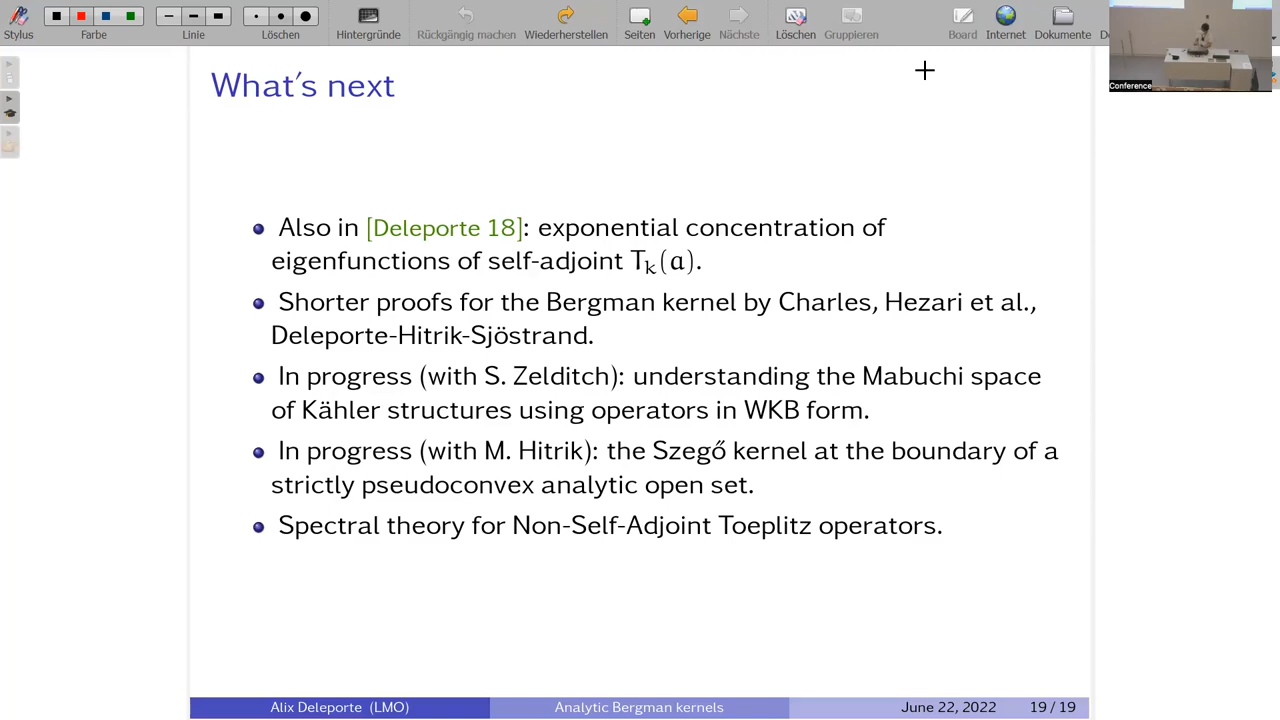 Stylus
Farbe
Linie
Löschen
Hintergründe
Rückgängig machen
Wiederherstellen
Seiten
Vorherige
Nächste
Löschen
Gruppieren
Board
Internet
Dokumente
Conference
What's next
Also in [Deleporte 18]: exponential concentration of
eigenfunctions of self-adjoint Tₖ(a).
Shorter proofs for the Bergman kernel by Charles, Hezari et al.,
Deleporte-Hitrik-Sjöstrand.
In progress (with S. Zelditch): understanding the Mabuchi space
of Kähler structures using operators in WKB form.
In progress (with M. Hitrik): the Szegő kernel at the boundary of a
strictly pseudoconvex analytic open set.
Spectral theory for Non-Self-Adjoint Toeplitz operators.
Alix Deleporte (LMO)
Analytic Bergman kernels
June 22, 2022
19 / 19